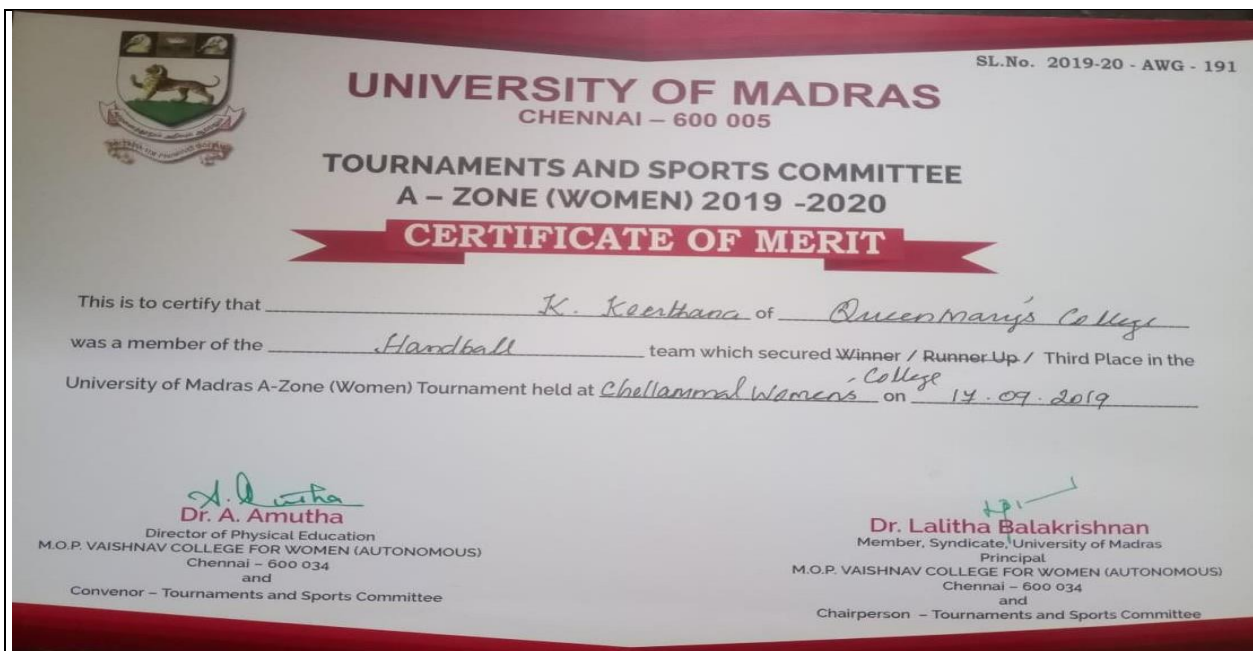 SL.No. 2019-20 - AWG - 191
UNIVERSITY OF MADRAS
CHENNAI – 600 005
TOURNAMENTS AND SPORTS COMMITTEE
A – ZONE (WOMEN) 2019 -2020
CERTIFICATE OF MERIT
This is to certify that K. Keerthana of Queen Mary's College
was a member of the Handball team which secured Winner / Runner Up / Third Place in the
University of Madras A-Zone (Women) Tournament held at Chellammal Women's College on 17.09.2019
A. Amutha
Dr. A. Amutha
Director of Physical Education
M.O.P. VAISHNAV COLLEGE FOR WOMEN (AUTONOMOUS)
Chennai – 600 034
and
Convenor – Tournaments and Sports Committee
Dr. Lalitha Balakrishnan
Member, Syndicate, University of Madras
Principal
M.O.P. VAISHNAV COLLEGE FOR WOMEN (AUTONOMOUS)
Chennai – 600 034
and
Chairperson – Tournaments and Sports Committee